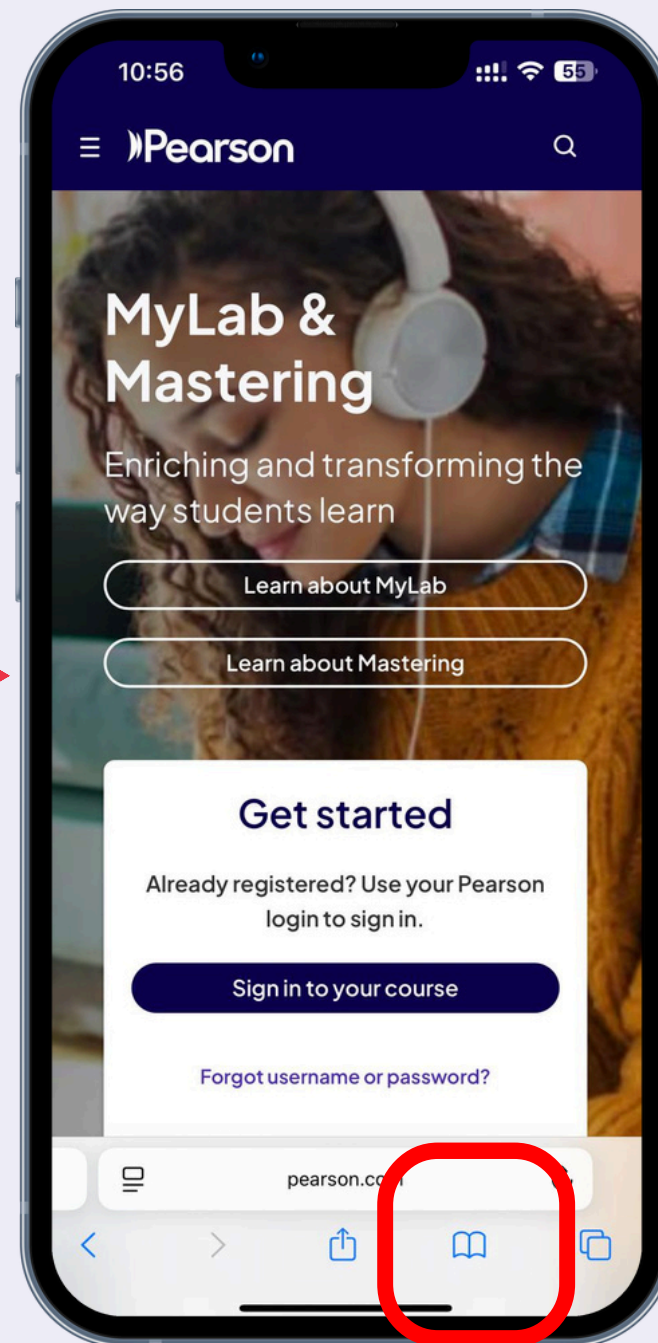 10:56
55
Pearson
MyLab &
Mastering
Enriching and transforming the
way students learn
Learn about MyLab
Learn about Mastering
Get started
Already registered? Use your Pearson
login to sign in.
Sign in to your course
Forgot username or password?
pearson.com